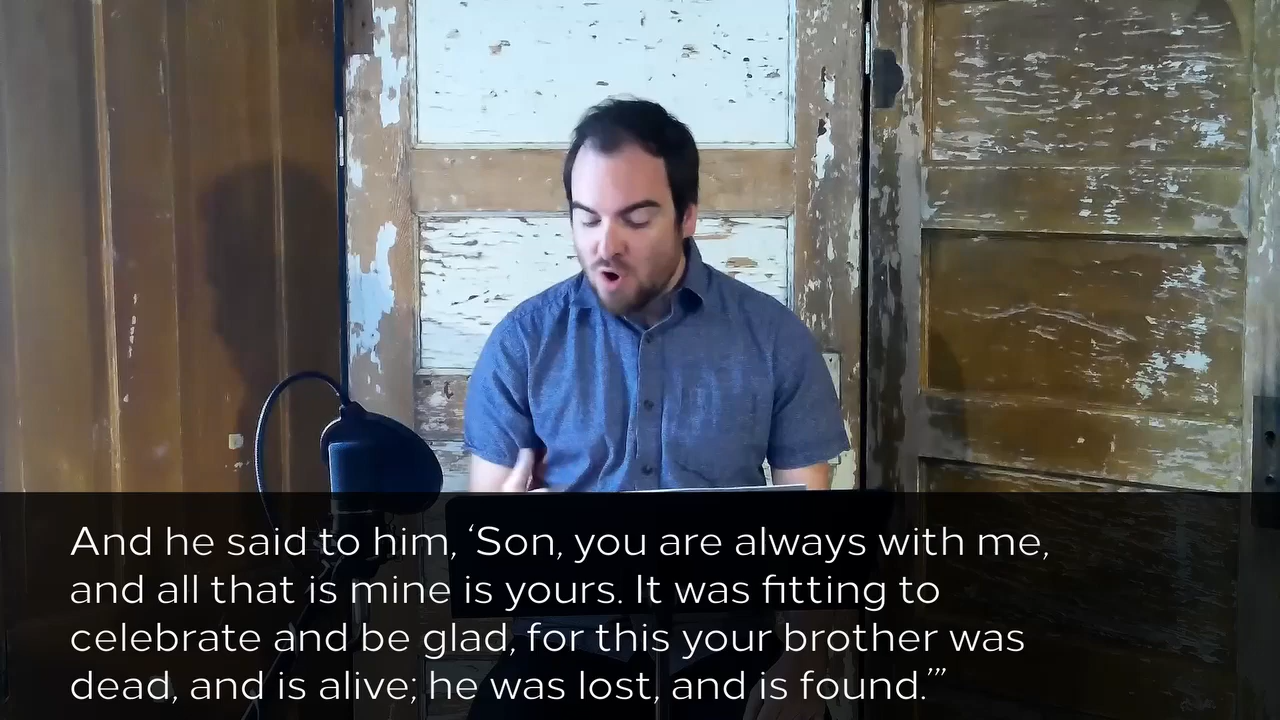 And he said to him, ‘Son, you are always with me,
and all that is mine is yours. It was fitting to
celebrate and be glad, for this your brother was
dead, and is alive; he was lost, and is found.’”